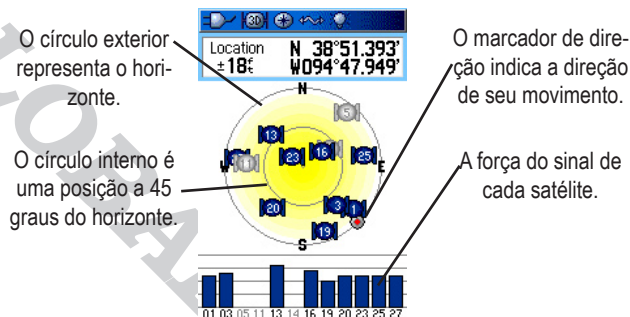 O círculo exterior
representa o hori-
zonte.
O círculo interno é
uma posição a 45
graus do horizonte.
3D
Location
±18ft
N 38°51.393'
W094°47.949'
N
5
13
16
23
11
25
W
E
20
3
1
19
S
01 03 05 11 13 14 16 19 20 23 25 27
O marcador de dire-
ção indica a direção
de seu movimento.
A força do sinal de
cada satélite.